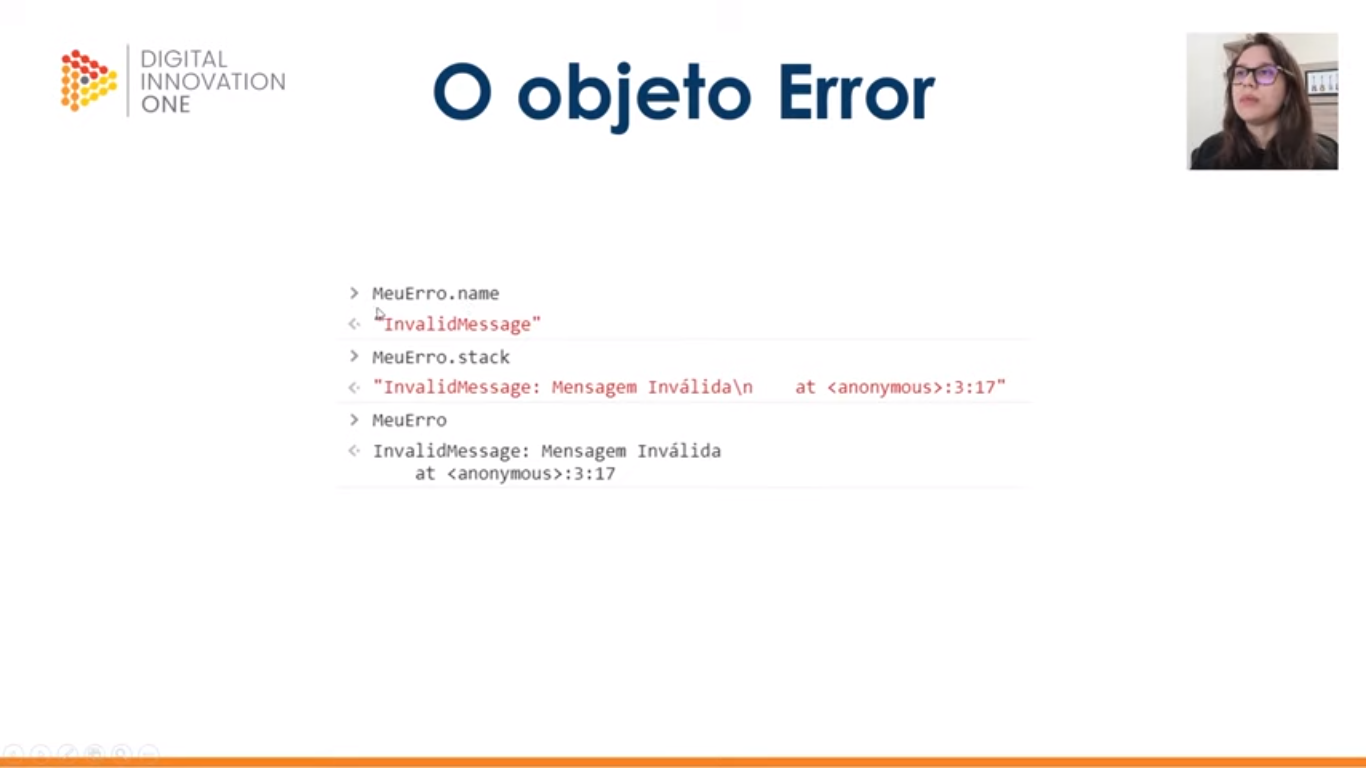 DIGITAL
INNOVATION
ONE
O objeto Error
> MeuErro.name
<· "InvalidMessage"
> MeuErro.stack
<· "InvalidMessage: Mensagem Inválida\n    at <anonymous>:3:17"
> MeuErro
<· InvalidMessage: Mensagem Inválida
    at <anonymous>:3:17